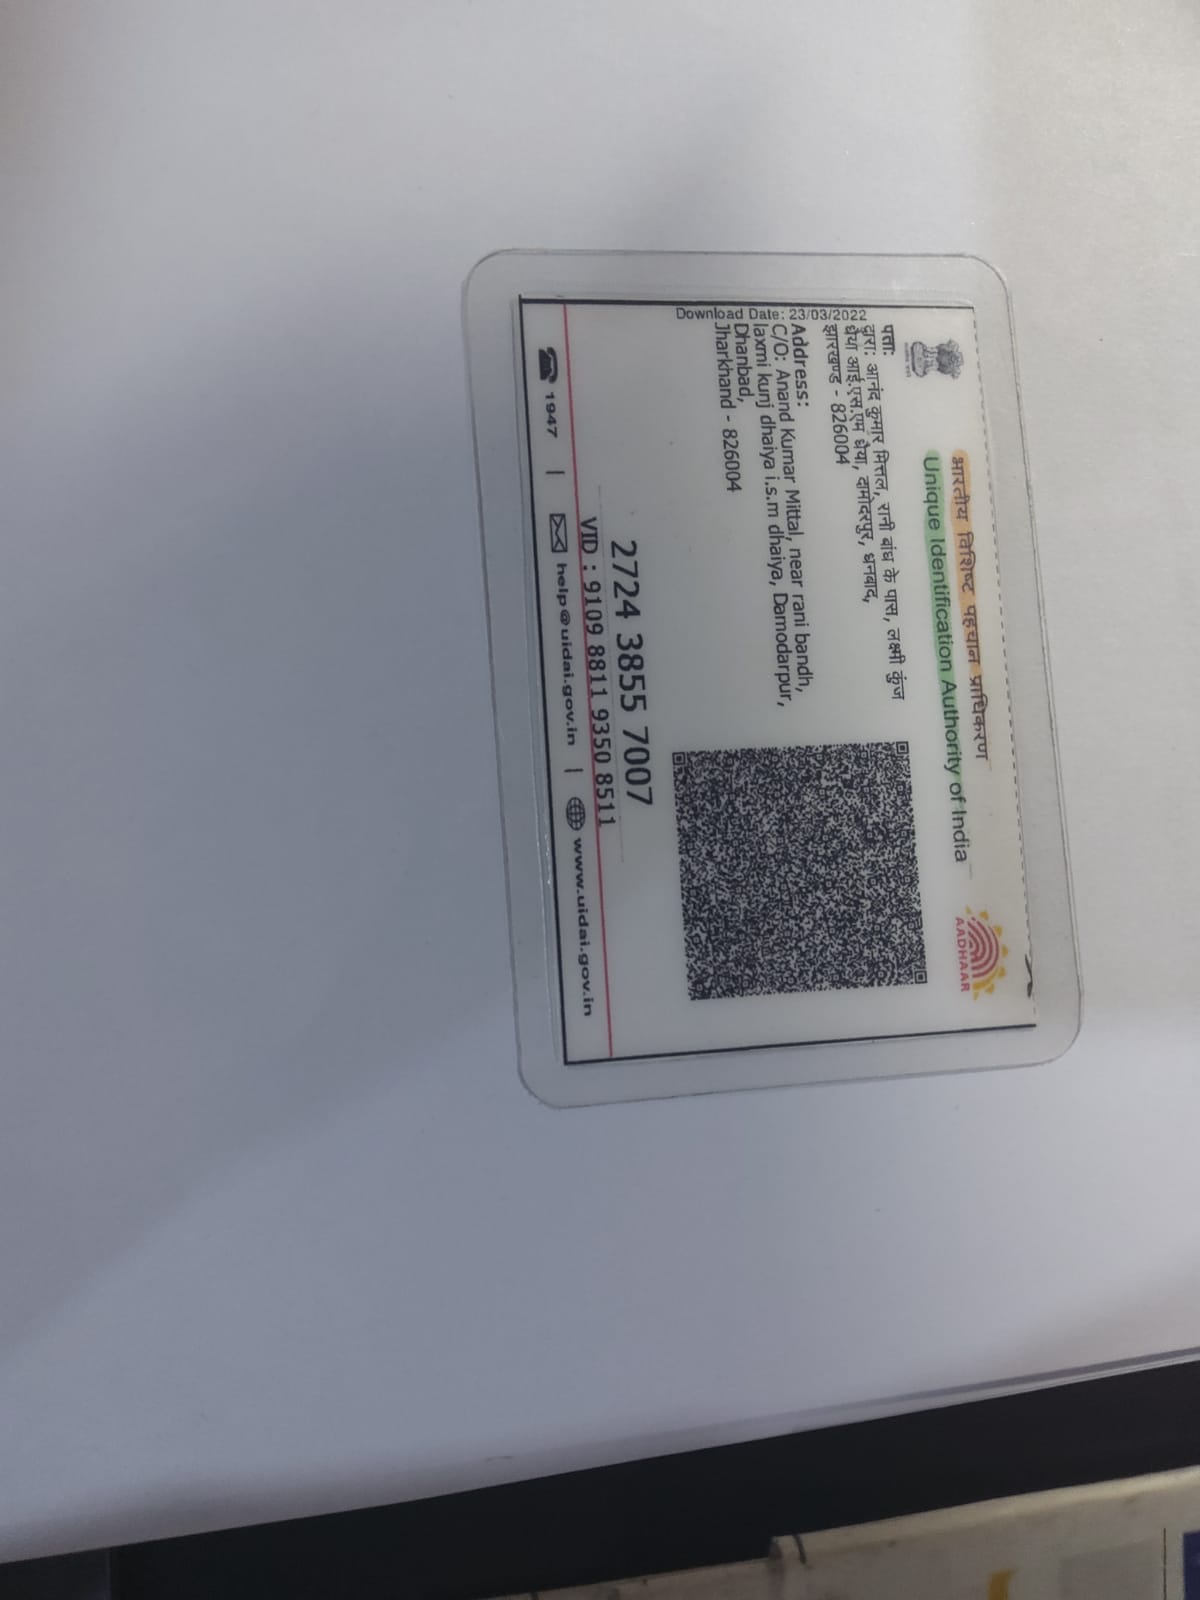 भारतीय विशिष्ट पहचान प्राधिकरण
Unique Identification Authority of India
AADHAAR
पता:
द्वारा: आनंद कुमार मित्तल, रानी बांध के पास, लक्ष्मी कुंज
धैया आई.एस.एम धैया, दामोदरपुर, धनबाद,
झारखण्ड - 826004
Address:
C/O: Anand Kumar Mittal, near rani bandh,
laxmi kunj dhaiya i.s.m dhaiya, Damodarpur,
Dhanbad,
Jharkhand - 826004
Download Date: 23/03/2022
2724 3855 7007
VID : 9109 8811 9350 8511
1947 | help@uidai.gov.in | www.uidai.gov.in